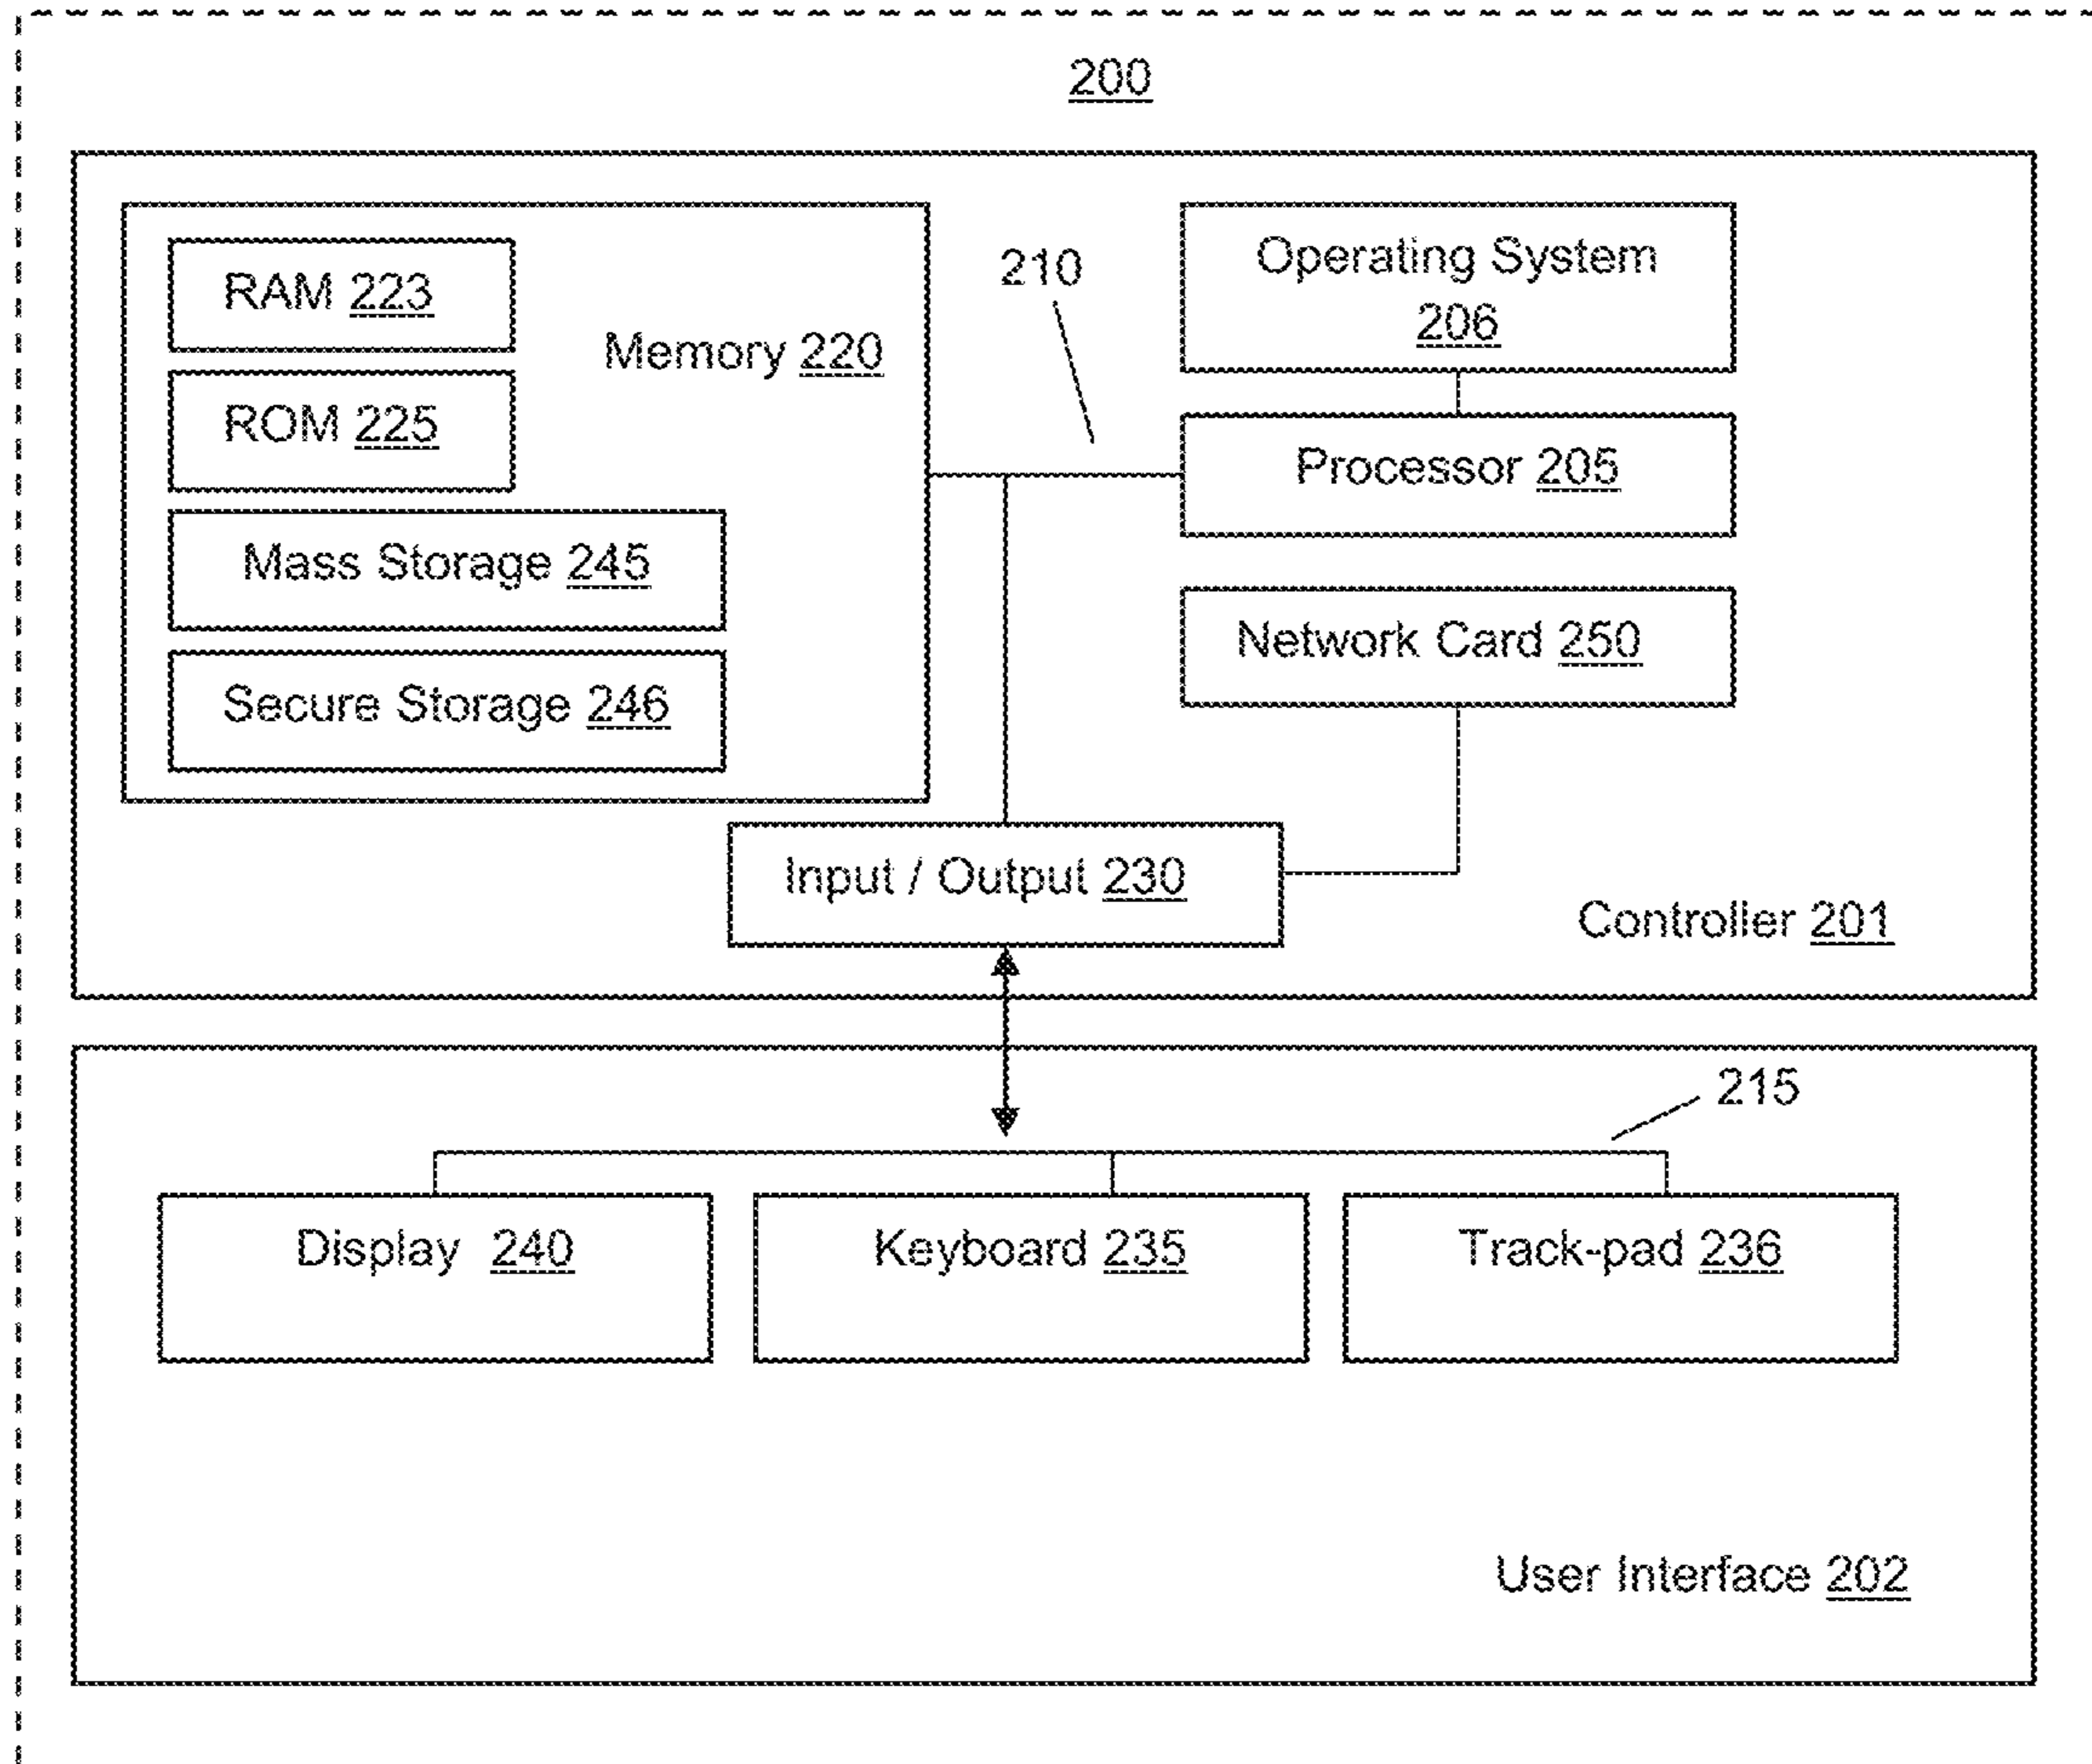 200
RAM 223
ROM 225
Mass Storage 245
Secure Storage 246
Memory 220
210
Operating System
206
Processor 205
Network Card 250
Input / Output 230
Controller 201
215
Display 240
Keyboard 235
Track-pad 236
User Interface 202